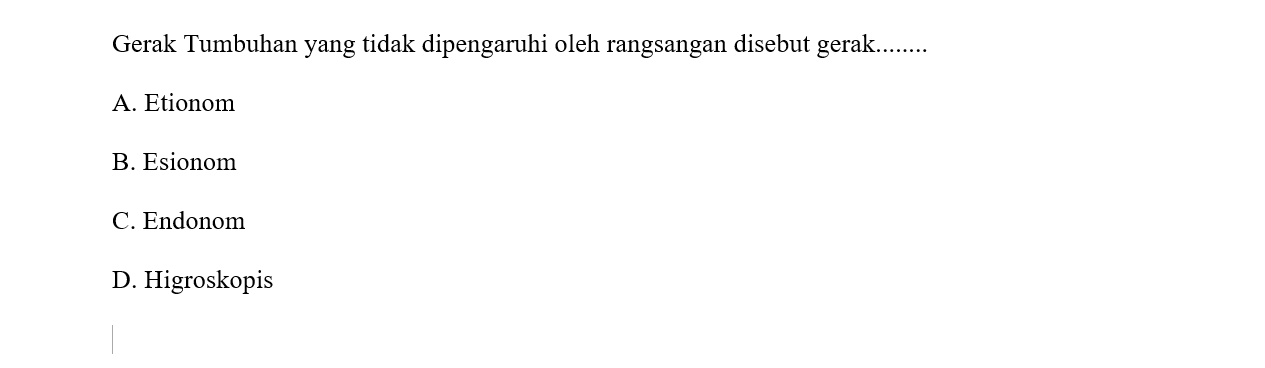 Gerak Tumbuhan yang tidak dipengaruhi oleh rangsangan disebut gerak........
A. Etionom
B. Esionom
C. Endonom
D. Higroskopis